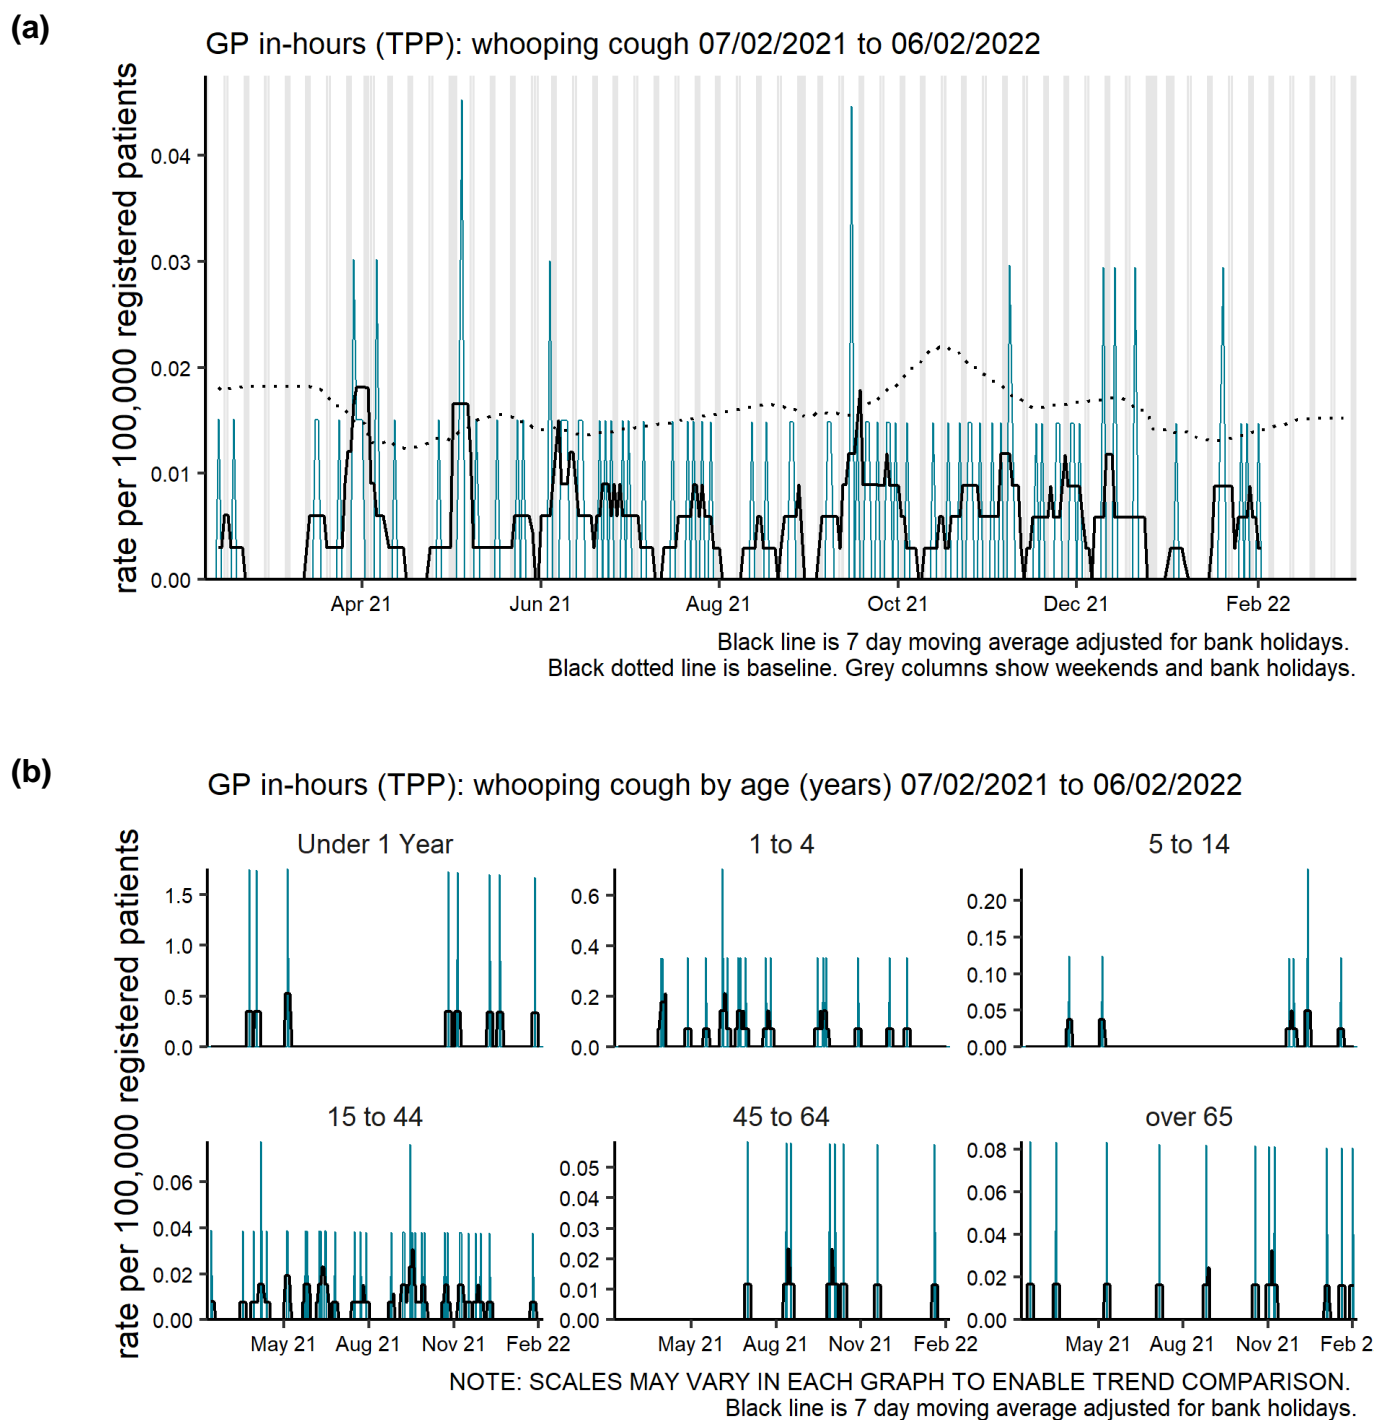 (a)
GP in-hours (TPP): whooping cough 07/02/2021 to 06/02/2022
rate per 100,000 registered patients
0.04
0.03
0.02
0.01
0.00
Apr 21 Jun 21 Aug 21 Oct 21 Dec 21 Feb 22
Black line is 7 day moving average adjusted for bank holidays.
Black dotted line is baseline. Grey columns show weekends and bank holidays.
(b)
GP in-hours (TPP): whooping cough by age (years) 07/02/2021 to 06/02/2022
rate per 100,000 registered patients
Under 1 Year
1.5
1.0
0.5
0.0
1 to 4
0.6
0.4
0.2
0.0
5 to 14
0.20
0.15
0.10
0.05
0.00
15 to 44
0.06
0.04
0.02
0.00
May 21 Aug 21 Nov 21 Feb 22
45 to 64
0.05
0.04
0.03
0.02
0.01
0.00
May 21 Aug 21 Nov 21 Feb 22
over 65
0.08
0.06
0.04
0.02
0.00
May 21 Aug 21 Nov 21 Feb 2
NOTE: SCALES MAY VARY IN EACH GRAPH TO ENABLE TREND COMPARISON.
Black line is 7 day moving average adjusted for bank holidays.